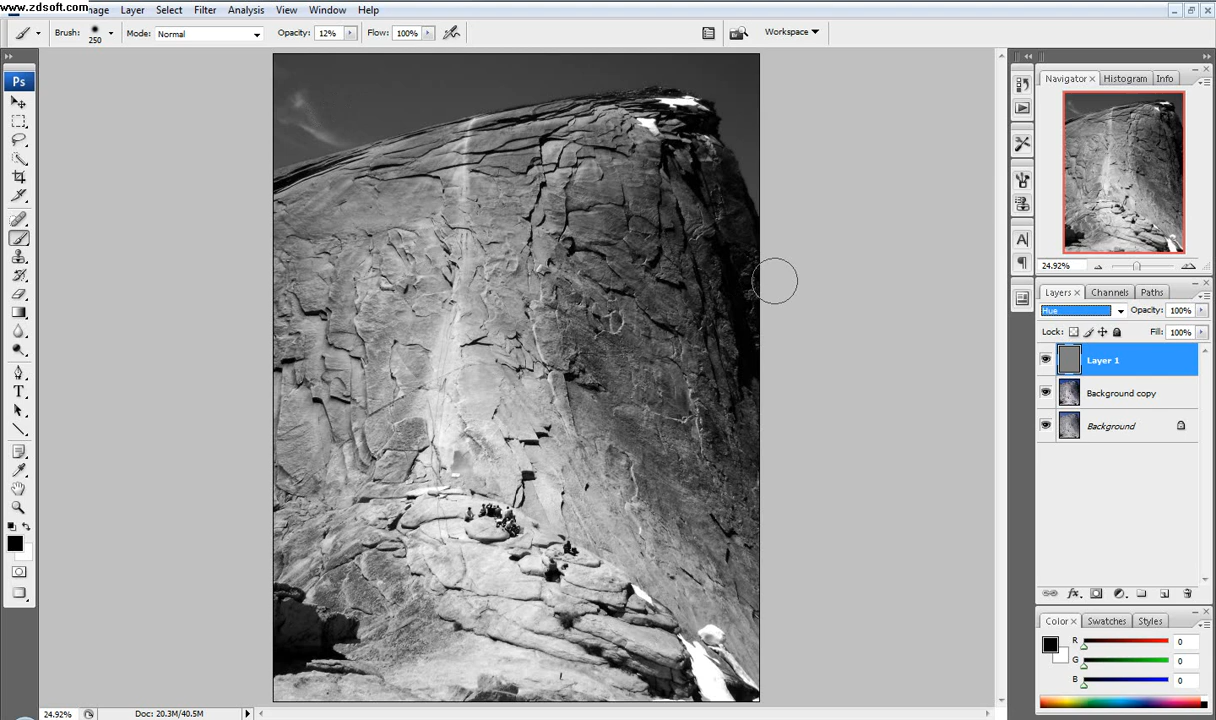 www.zdsoft.com
Image Layer Select Filter Analysis View Window Help
Brush: 250 Mode: Normal Opacity: 12% Flow: 100% Workspace
Ps
Navigator × Histogram Info
24.92%
Layers × Channels Paths
Hue Opacity: 100%
Lock: Fill: 100%
Layer 1
Background copy
Background
Color × Swatches Styles
R 0
G 0
B 0
24.92% Doc: 20.3M/40.5M